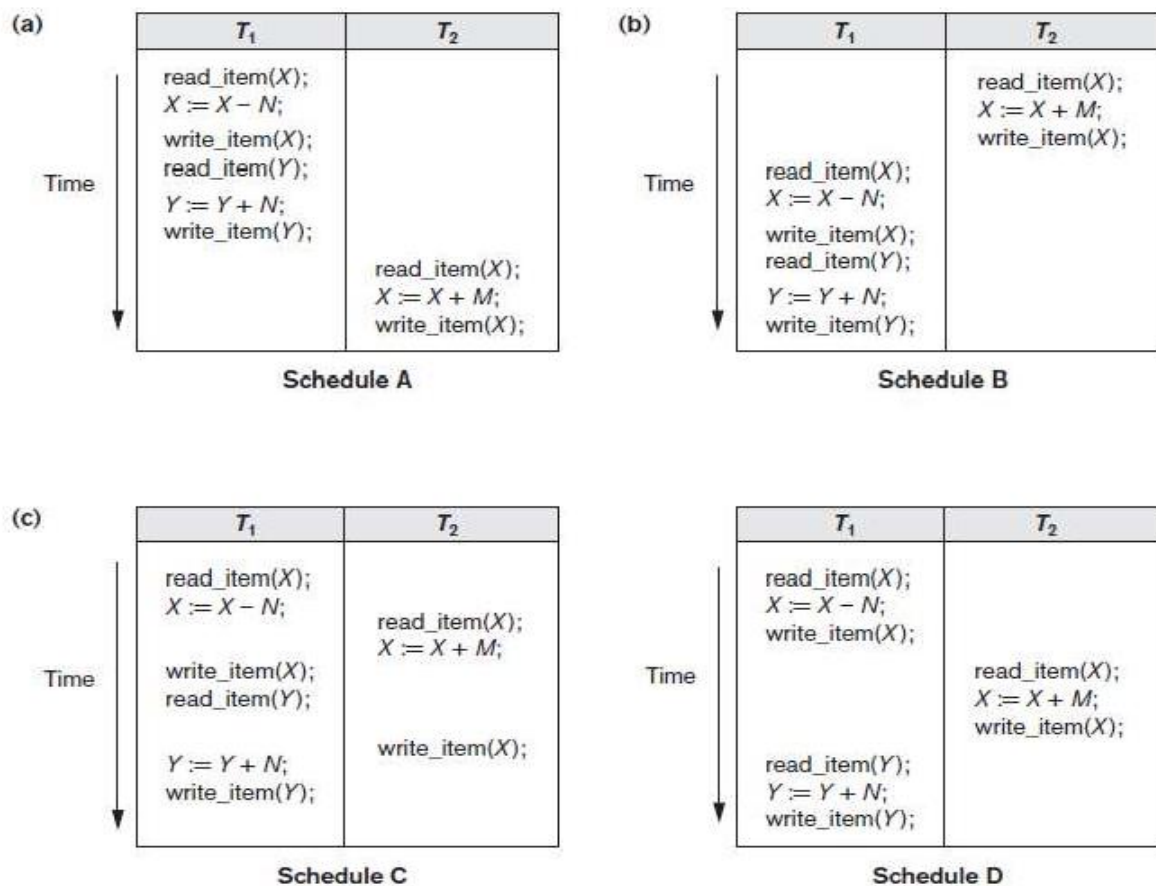 (a)
T₁ T₂
Time
read_item(X);
X := X – N;
write_item(X);
read_item(Y);
Y := Y + N;
write_item(Y);
read_item(X);
X := X + M;
write_item(X);
Schedule A
(b)
T₁ T₂
Time
read_item(X);
X := X + M;
write_item(X);
read_item(X);
X := X – N;
write_item(X);
read_item(Y);
Y := Y + N;
write_item(Y);
Schedule B
(c)
T₁ T₂
Time
read_item(X);
X := X – N;
read_item(X);
X := X + M;
write_item(X);
read_item(Y);
write_item(X);
Y := Y + N;
write_item(Y);
Schedule C
T₁ T₂
Time
read_item(X);
X := X – N;
write_item(X);
read_item(X);
X := X + M;
write_item(X);
read_item(Y);
Y := Y + N;
write_item(Y);
Schedule D